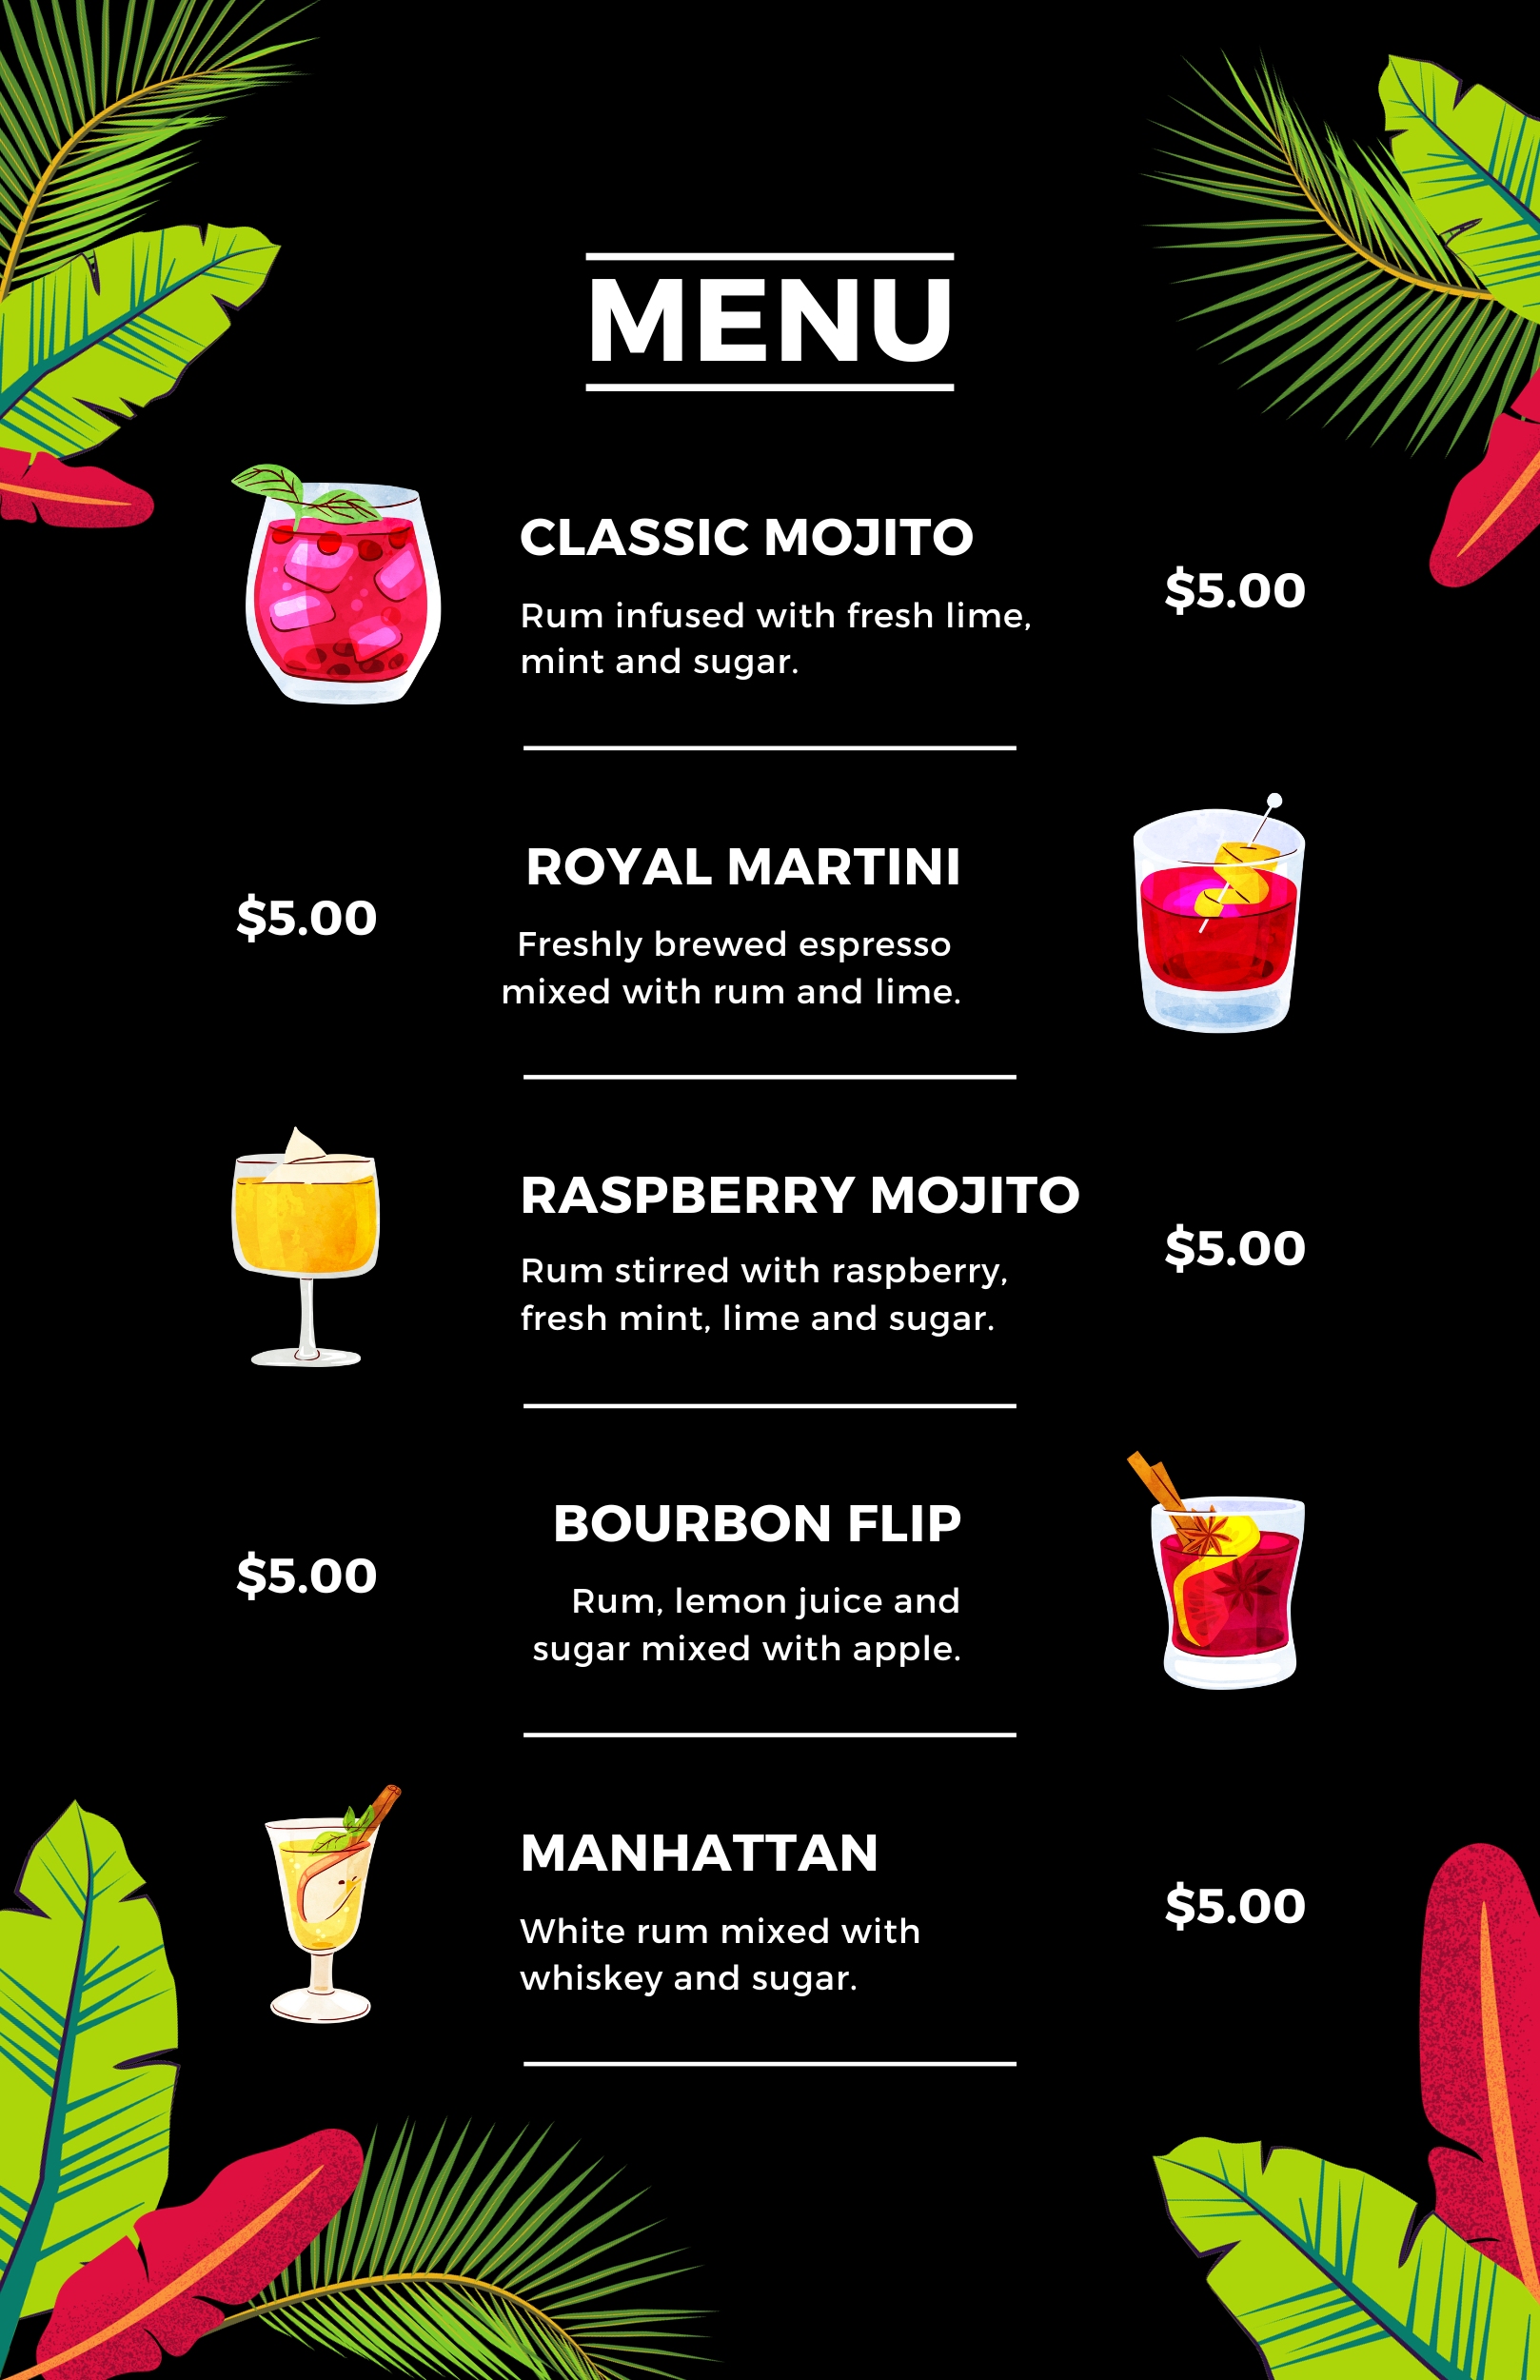 MENU
CLASSIC MOJITO
Rum infused with fresh lime,
mint and sugar.
$5.00
ROYAL MARTINI
Freshly brewed espresso
mixed with rum and lime.
$5.00
RASPBERRY MOJITO
Rum stirred with raspberry,
fresh mint, lime and sugar.
$5.00
BOURBON FLIP
Rum, lemon juice and
sugar mixed with apple.
$5.00
MANHATTAN
White rum mixed with
whiskey and sugar.
$5.00